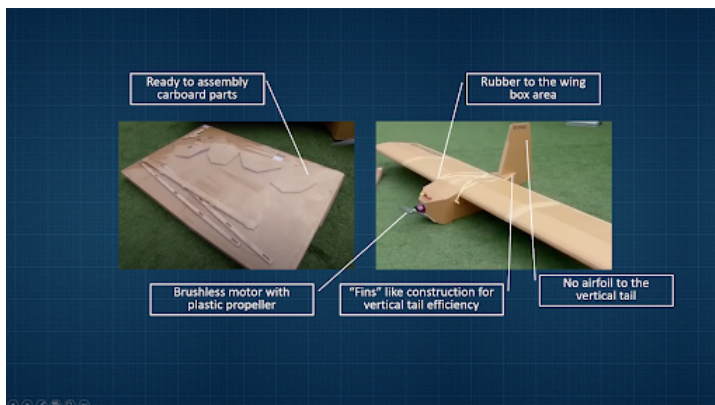 Ready to assembly
carboard parts
Rubber to the wing
box area
Brushless motor with
plastic propeller
"Fins" like construction for
vertical tail efficiency
No airfoil to the
vertical tail